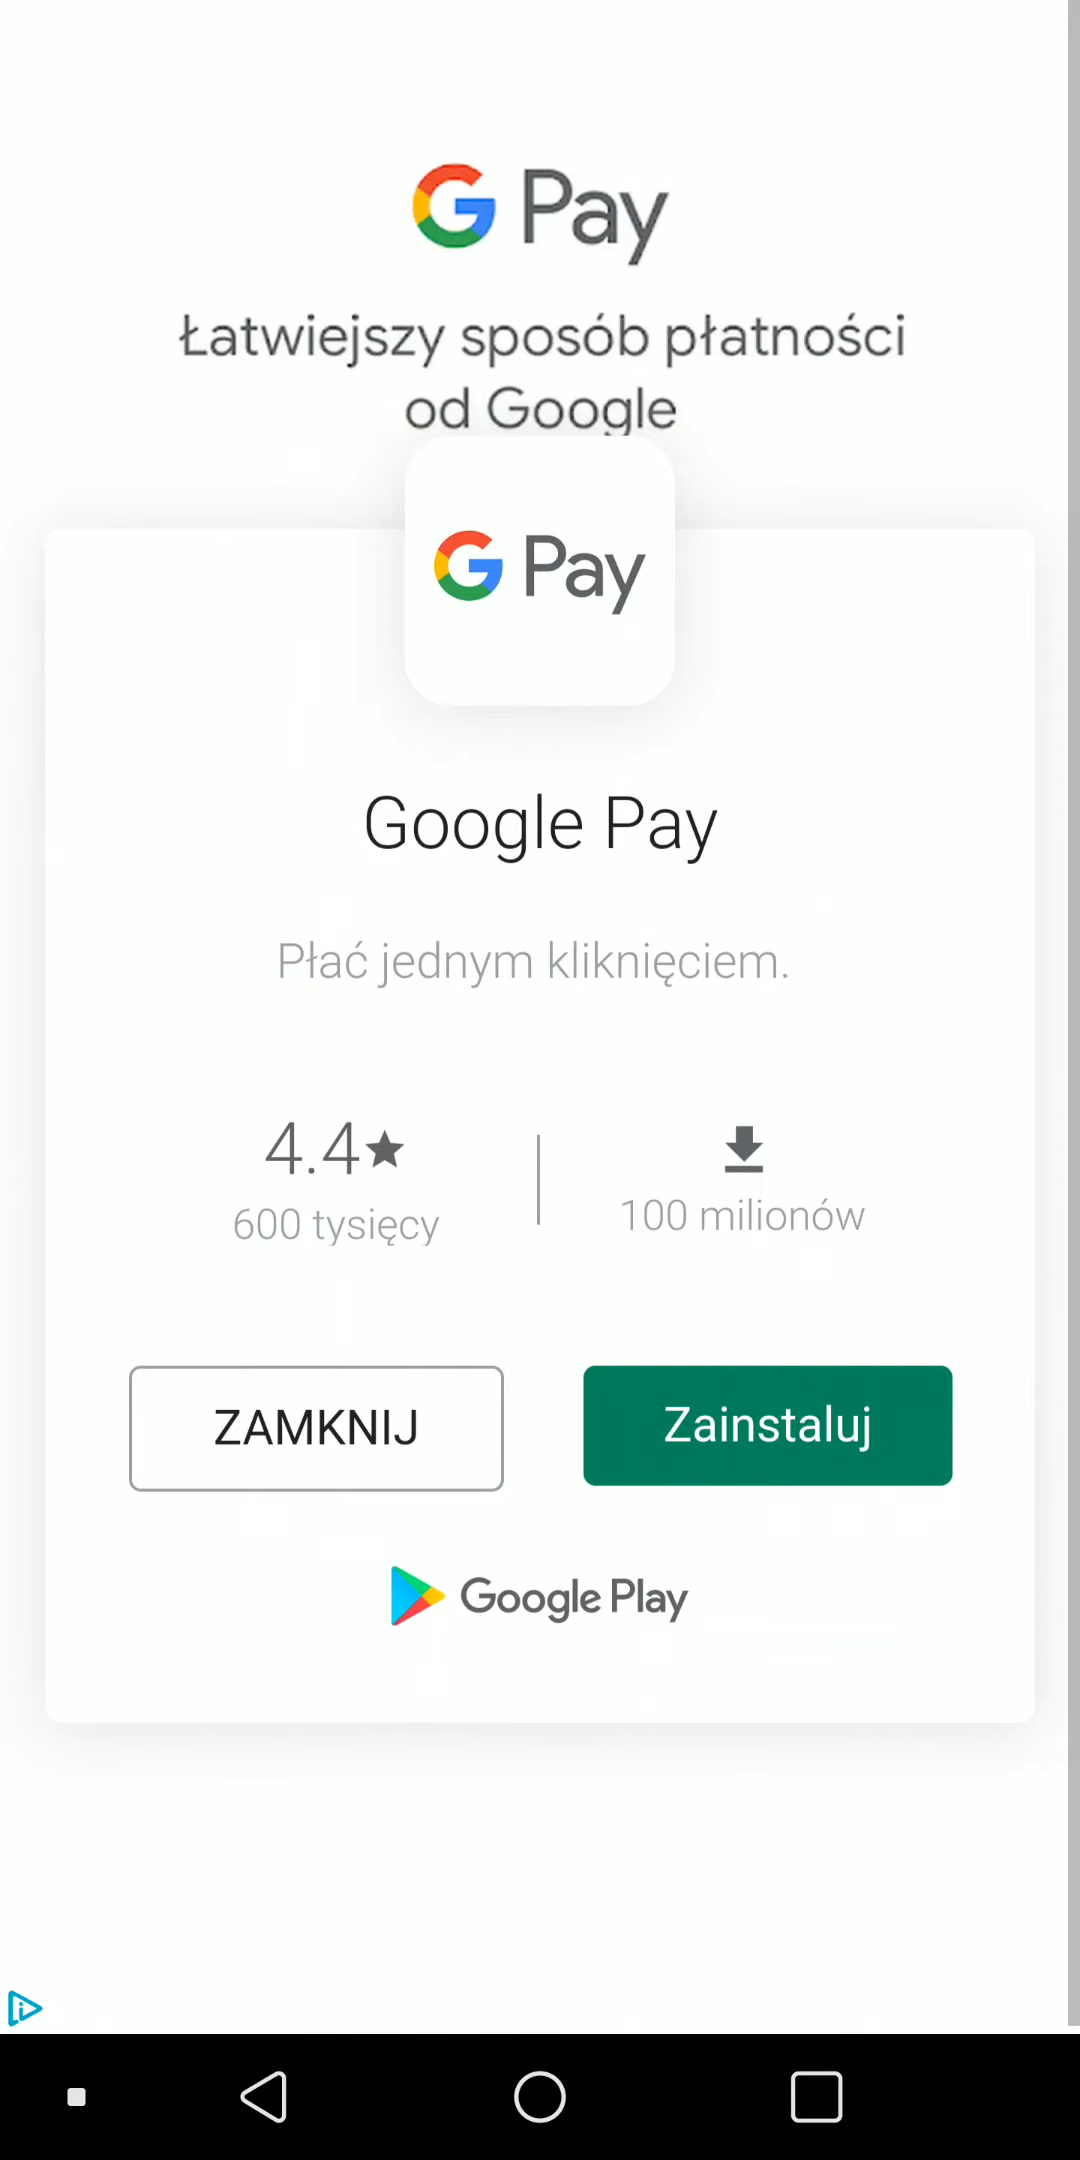 G Pay
Łatwiejszy sposób płatności
od Google
G Pay
Google Pay
Płać jednym kliknięciem.
4.4★
600 tysięcy
100 milionów
ZAMKNIJ
Zainstaluj
Google Play